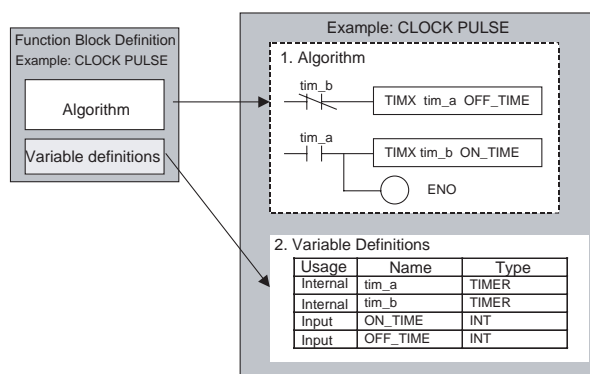 Function Block Definition
Example: CLOCK PULSE
Algorithm
Variable definitions
Example: CLOCK PULSE
1. Algorithm
tim_b
TIMX tim_a OFF_TIME
tim_a
TIMX tim_b ON_TIME
ENO
2. Variable Definitions
Usage Name Type
Internal tim_a TIMER
Internal tim_b TIMER
Input ON_TIME INT
Input OFF_TIME INT